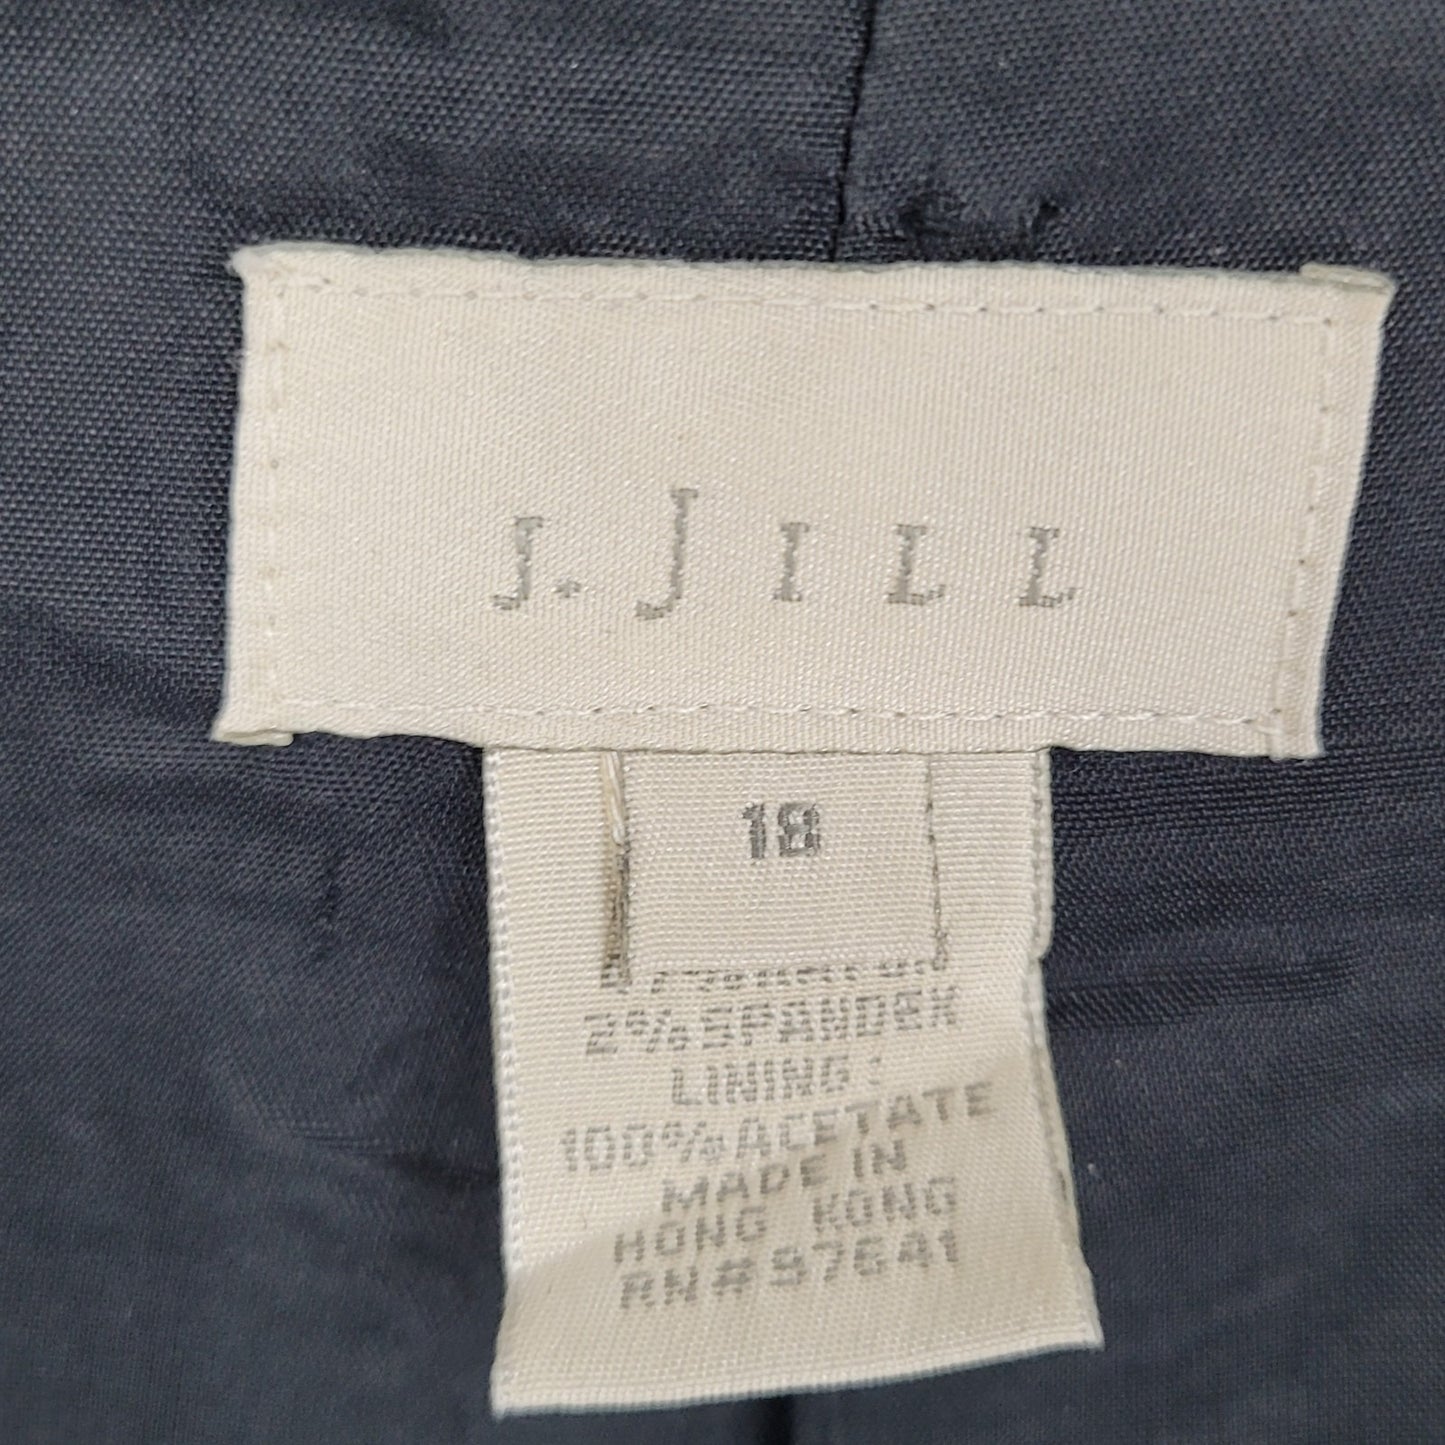 J. JILL
18
2% SPANDEX
LINING:
100% ACETATE
MADE IN
HONG KONG
RN# 97641